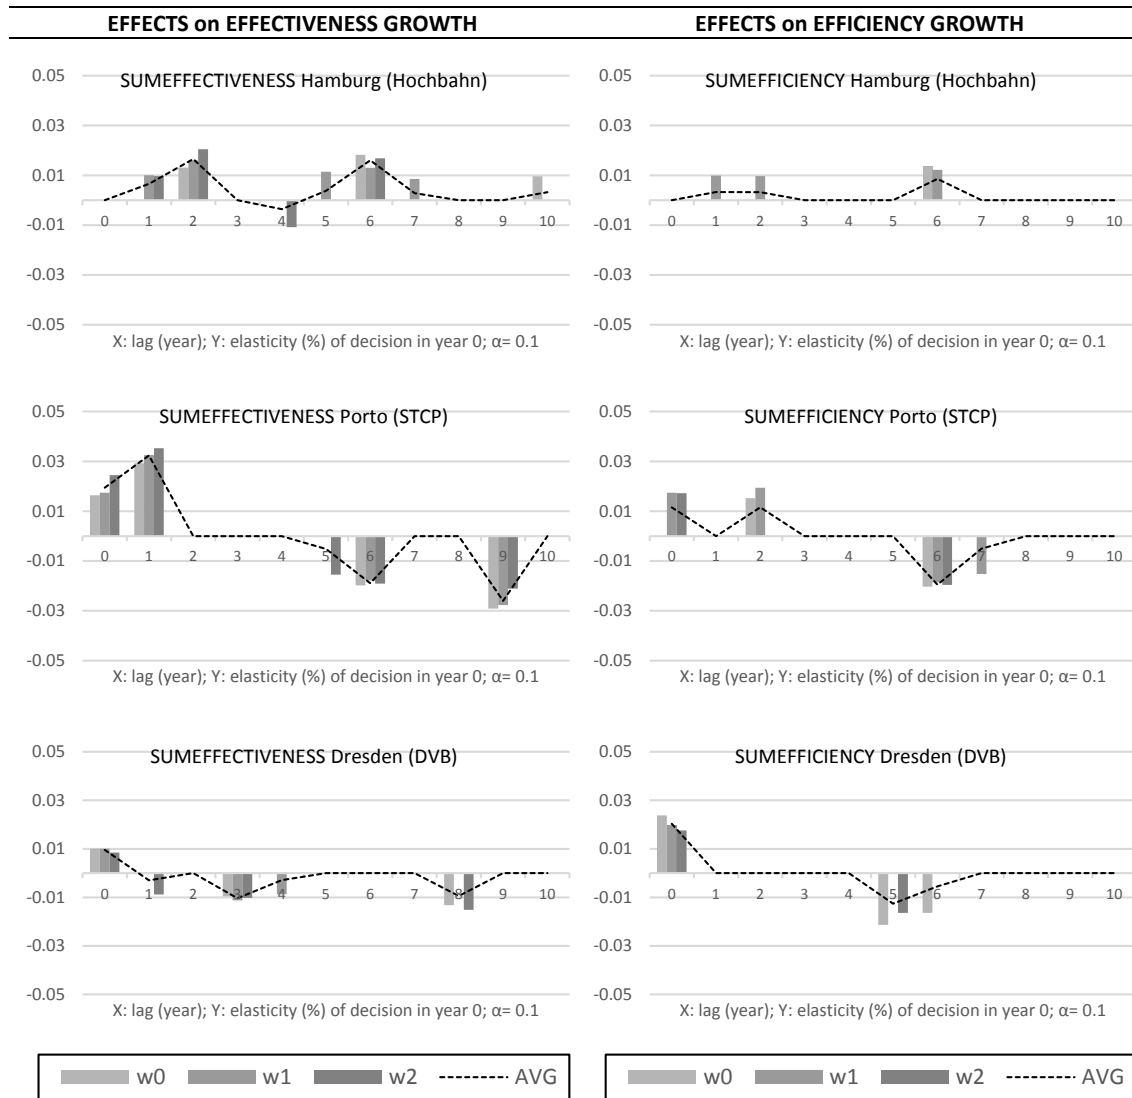 EFFECTS on EFFECTIVENESS GROWTH
EFFECTS on EFFICIENCY GROWTH
SUMEFFECTIVENESS Hamburg (Hochbahn)
0.05
0.03
0.01
-0.01
-0.03
-0.05
0 1 2 3 4 5 6 7 8 9 10
X: lag (year); Y: elasticity (%) of decision in year 0; α= 0.1
SUMEFFICIENCY Hamburg (Hochbahn)
0.05
0.03
0.01
-0.01
-0.03
-0.05
0 1 2 3 4 5 6 7 8 9 10
X: lag (year); Y: elasticity (%) of decision in year 0; α= 0.1
SUMEFFECTIVENESS Porto (STCP)
0.05
0.03
0.01
-0.01
-0.03
-0.05
0 1 2 3 4 5 6 7 8 9 10
X: lag (year); Y: elasticity (%) of decision in year 0; α= 0.1
SUMEFFICIENCY Porto (STCP)
0.05
0.03
0.01
-0.01
-0.03
-0.05
0 1 2 3 4 5 6 7 8 9 10
X: lag (year); Y: elasticity (%) of decision in year 0; α= 0.1
SUMEFFECTIVENESS Dresden (DVB)
0.05
0.03
0.01
-0.01
-0.03
-0.05
0 1 2 3 4 5 6 7 8 9 10
X: lag (year); Y: elasticity (%) of decision in year 0; α= 0.1
SUMEFFICIENCY Dresden (DVB)
0.05
0.03
0.01
-0.01
-0.03
-0.05
0 1 2 3 4 5 6 7 8 9 10
X: lag (year); Y: elasticity (%) of decision in year 0; α= 0.1
w0 w1 w2 AVG
w0 w1 w2 AVG